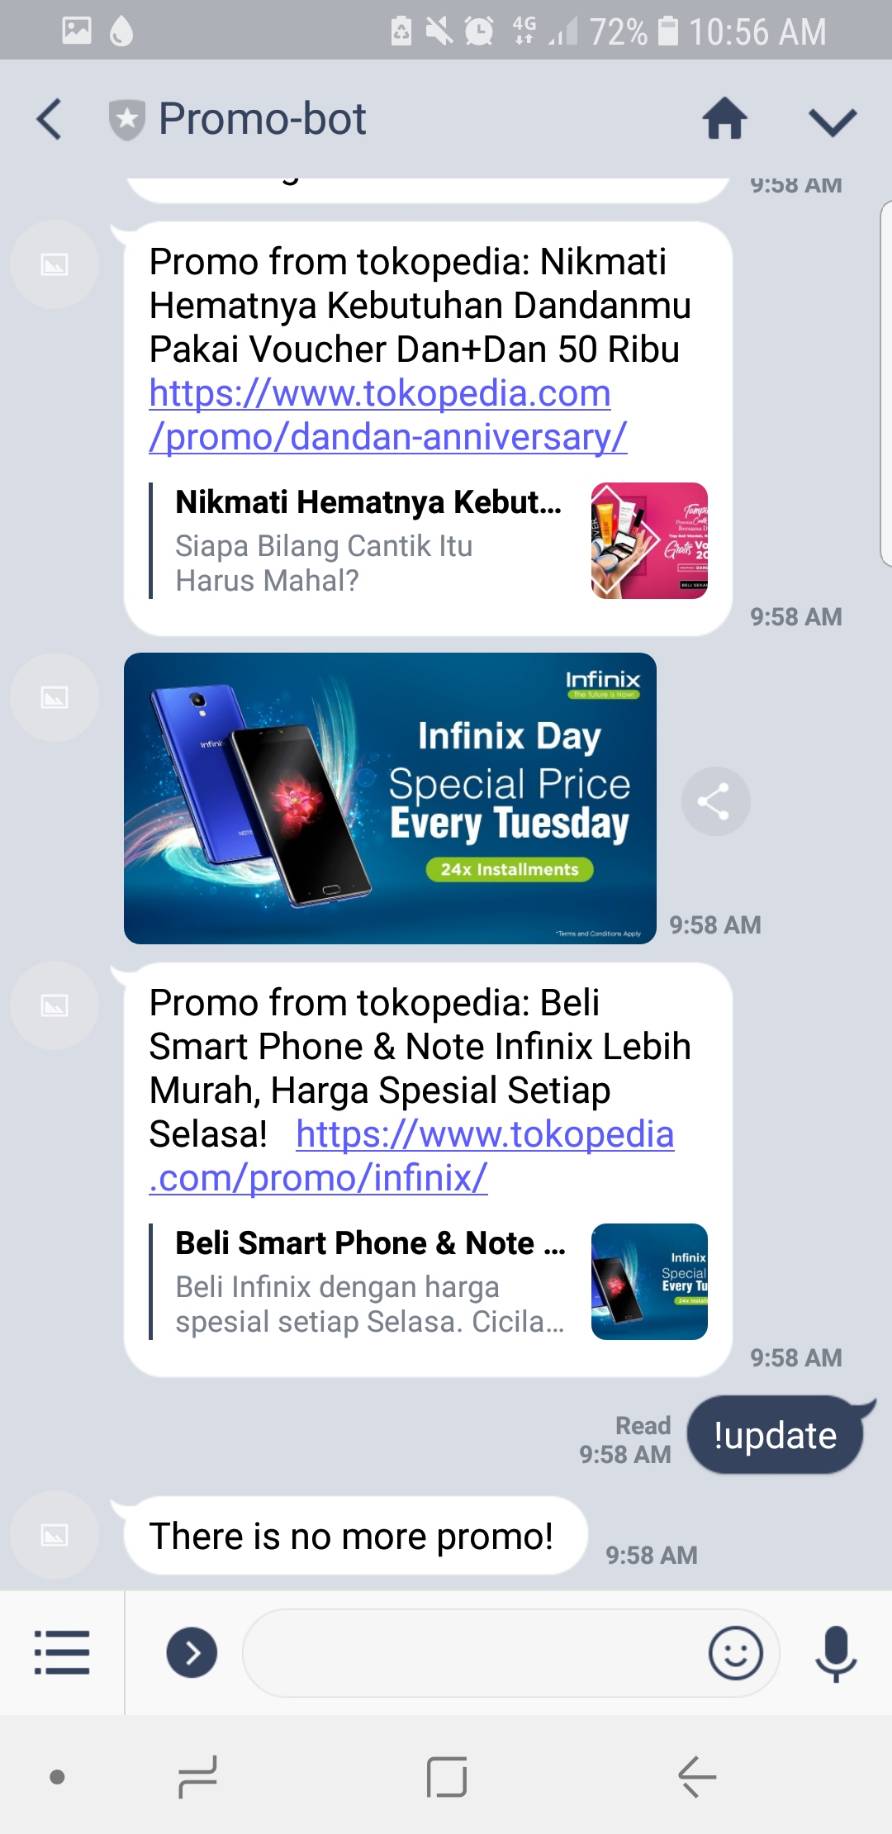 4G 72% 10:56 AM
Promo-bot
9:58 AM
Promo from tokopedia: Nikmati
Hematnya Kebutuhan Dandanmu
Pakai Voucher Dan+Dan 50 Ribu
https://www.tokopedia.com
/promo/dandan-anniversary/
Nikmati Hematnya Kebut...
Siapa Bilang Cantik Itu
Harus Mahal?
9:58 AM
Infinix
The future is Now!
Infinix Day
Special Price
Every Tuesday
24x Installments
*Terms and Conditions Apply
Infinix
9:58 AM
Promo from tokopedia: Beli
Smart Phone & Note Infinix Lebih
Murah, Harga Spesial Setiap
Selasa! https://www.tokopedia
.com/promo/infinix/
Beli Smart Phone & Note ...
Beli Infinix dengan harga
spesial setiap Selasa. Cicila...
Infinix
Special
Every Tu
9:58 AM
Read
9:58 AM
!update
There is no more promo!
9:58 AM